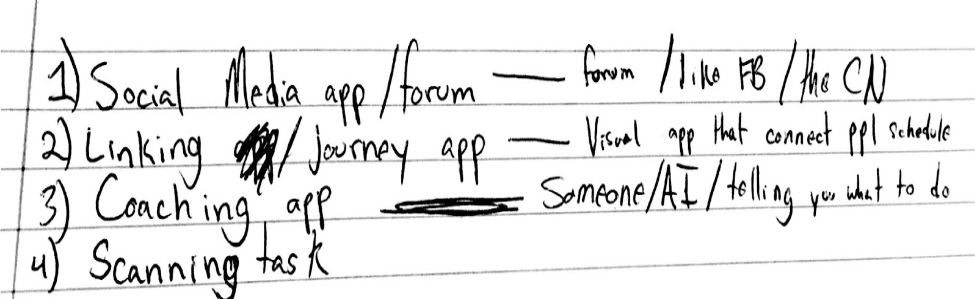 1) Social Media app / forum — forum / like FB / the CN
2) Linking / journey app — Visual app that connect ppl schedule
3) Coaching app — Someone/AI / telling you what to do
4) Scanning task